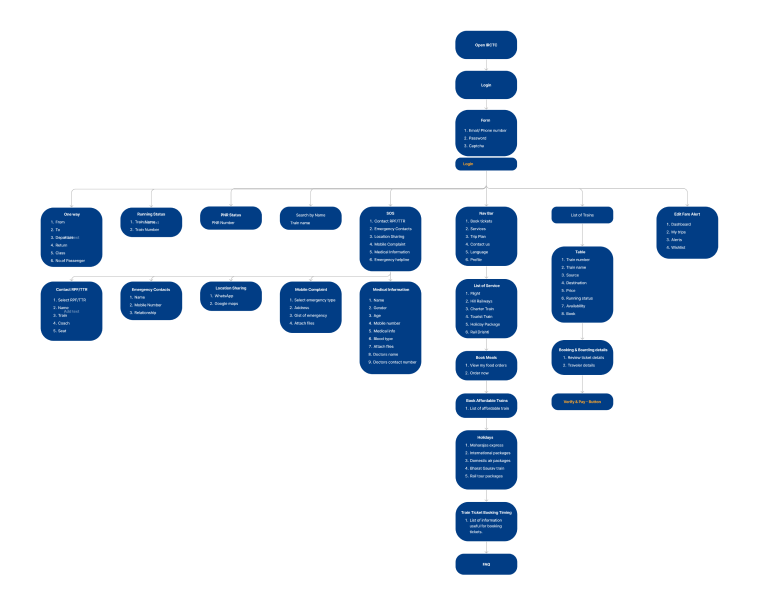 Open IRCTC
Login
Form
1. Email/ Phone number
2. Password
3. Captcha
Login
One way
1. From
2. To
3. Departure
4. Return
5. Class
6. No.of Passenger
Running Status
1. Train Name
2. Train Number
PNR Status
PNR Number
Search by Name
Train name
SOS
1. Contact RPF/TTR
2. Emergency Contacts
3. Location Sharing
4. Mobile Complaint
5. Medical Information
6. Emergency helpline
Nav Bar
1. Book tickets
2. Services
3. Trip Plan
4. Contact us
5. Language
6. Profile
List of Trains
Edit Fare Alert
1. Dashboard
2. My trips
3. Alerts
4. Wishlist
Contact RPF/TTR
1. Select RPF/TTR
2. Name
Add text
3. Train
4. Coach
5. Seat
Emergency Contacts
1. Name
2. Mobile Number
3. Relationship
Location Sharing
1. WhatsApp
2. Google maps
Mobile Complaint
1. Select emergency type
2. Address
3. Gist of emergency
4. Attach files
Medical Information
1. Name
2. Gender
3. Age
4. Mobile number
5. Medical info
6. Blood type
7. Attach files
8. Doctors name
9. Doctors contact number
List of Service
1. Flight
2. Hill Railways
3. Charter Train
4. Tourist Train
5. Holiday Package
6. Rail Drishti
Table
1. Train number
2. Train name
3. Source
4. Destination
5. Price
6. Running status
7. Availability
8. Book
Book Meals
1. View my food orders
2. Order now
Booking & Boarding details
1. Review ticket details
2. Traveler details
Book Affordable Trains
1. List of affordable train
Verify & Pay - Button
Holidays
1. Maharajas express
2. International packages
3. Domestic air packages
4. Bharat Gaurav train
5. Rail tour packages
Train Ticket Booking Timing
1. List of information
useful for booking
tickets
FAQ